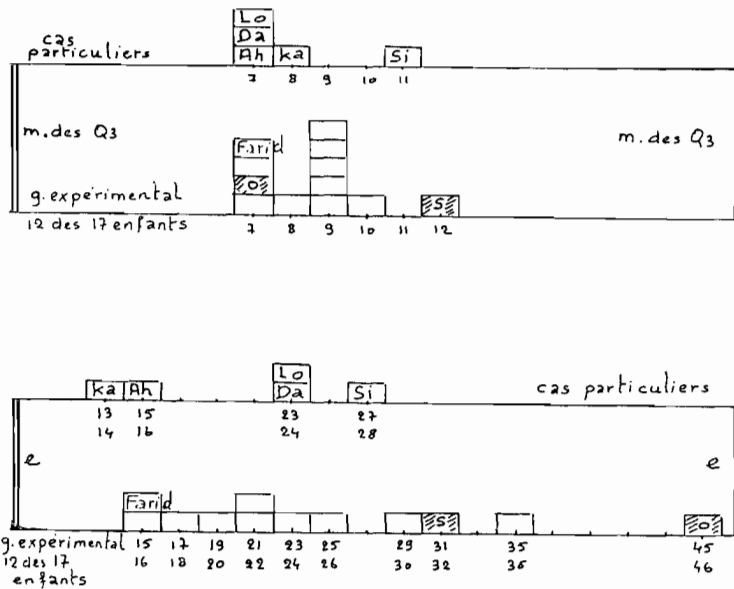 Lo
cas Da
particuliers Ah ka Si
7 8 9 10 11
m. des Q3 m. des Q3
Farid
O
g. expérimental S
12 des 17 enfants 7 8 9 10 11 12
Lo
ka Ah Da Si cas particuliers
13 15 23 27
14 16 24 28
e e
Farid S O
g. expérimental 15 17 19 21 23 25 29 31 35 45
12 des 17 16 18 20 22 24 26 30 32 36 46
enfants